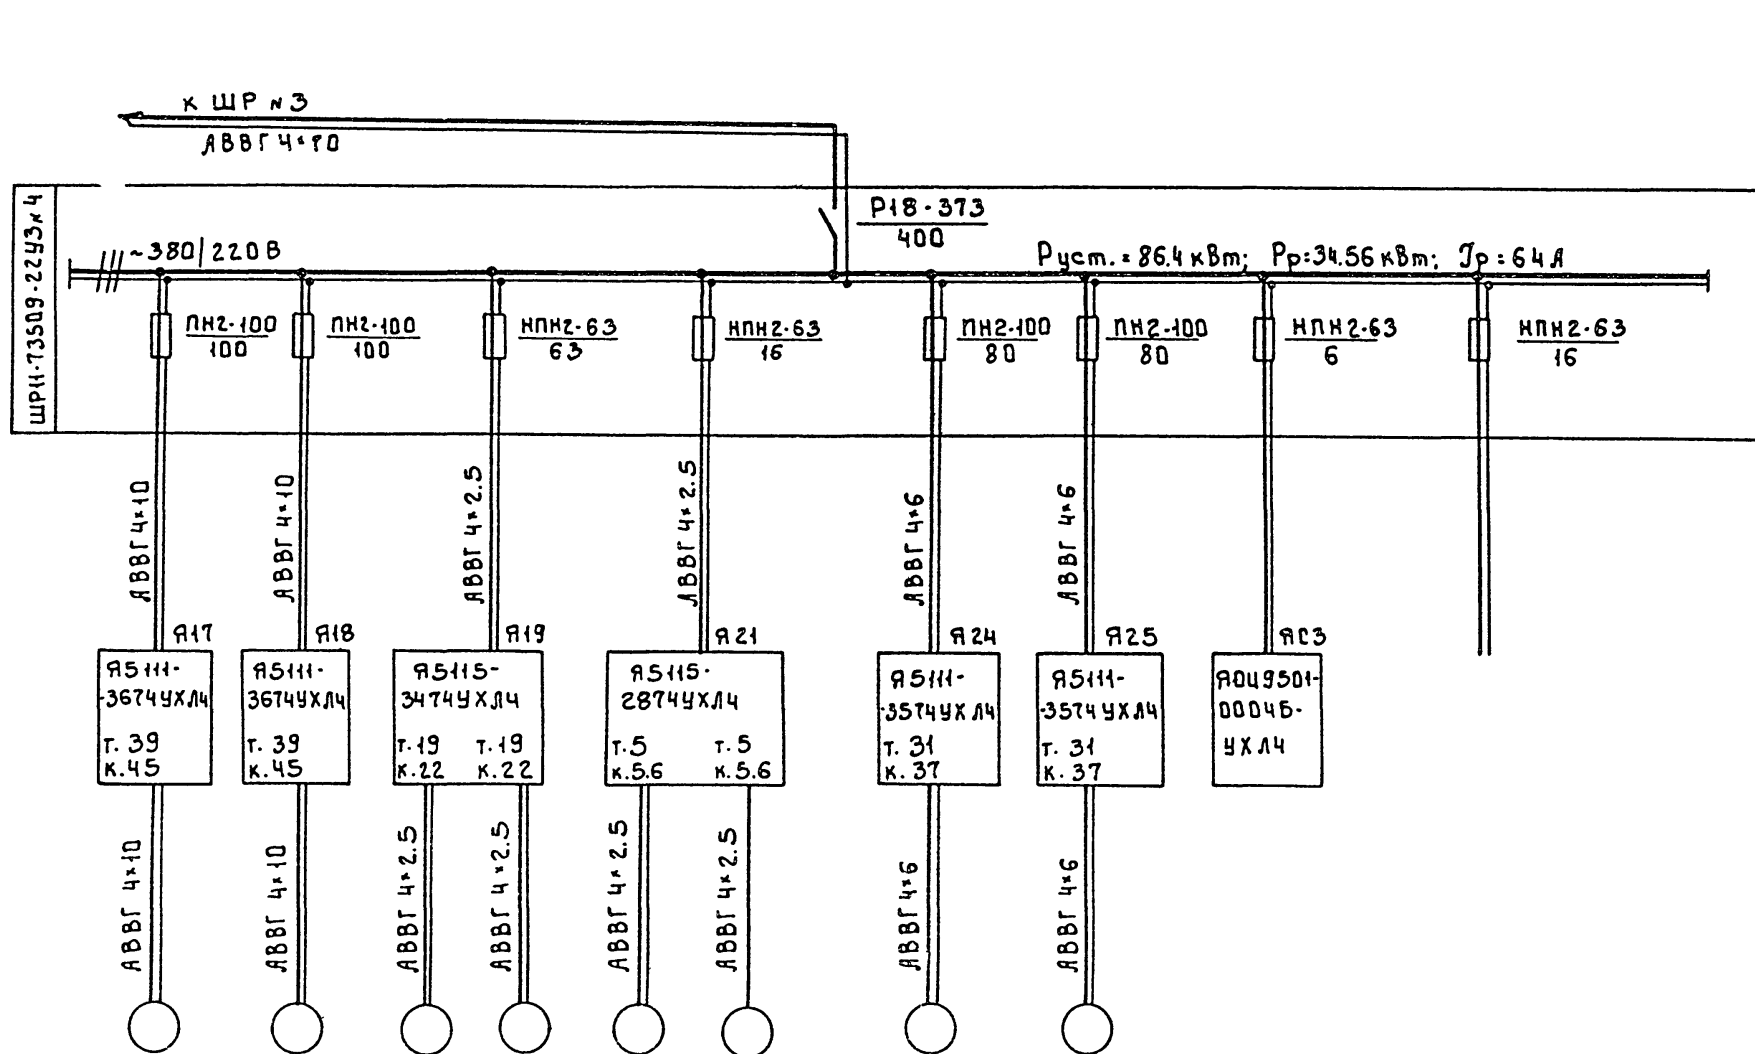 К ШР №3
АВВГ 4×70
ШР11-73509-22У3№4
Р18-373
400
~380/220В
Руст.=86.4 кВт; Рр=34.56 кВт; Iр=64А
ПН2-100
100
ПН2-100
100
НПН2-63
63
НПН2-63
16
ПН2-100
80
ПН2-100
80
НПН2-63
6
НПН2-63
16
АВВГ 4×10
АВВГ 4×10
АВВГ 4×2.5
АВВГ 4×2.5
АВВГ 4×6
АВВГ 4×6
Я17
Я18
Я19
Я21
Я24
Я25
ЯС3
Я5111-
-3674УХЛ4
т. 39
к.45
Я5111-
3674УХЛ4
т. 39
к.45
Я5115-
3474УХЛ4
т.19 т.19
к.22 к.22
Я5115-
2874УХЛ4
т.5 т.5
к.5.6 к.5.6
Я5111-
-3574УХЛ4
т. 31
к. 37
Я5111-
-3574УХЛ4
т. 31
к. 37
ЯОУ9501-
0004Б-
УХЛ4
АВВГ 4×10
АВВГ 4×10
АВВГ 4×2.5
АВВГ 4×2.5
АВВГ 4×2.5
АВВГ 4×2.5
АВВГ 4×6
АВВГ 4×6